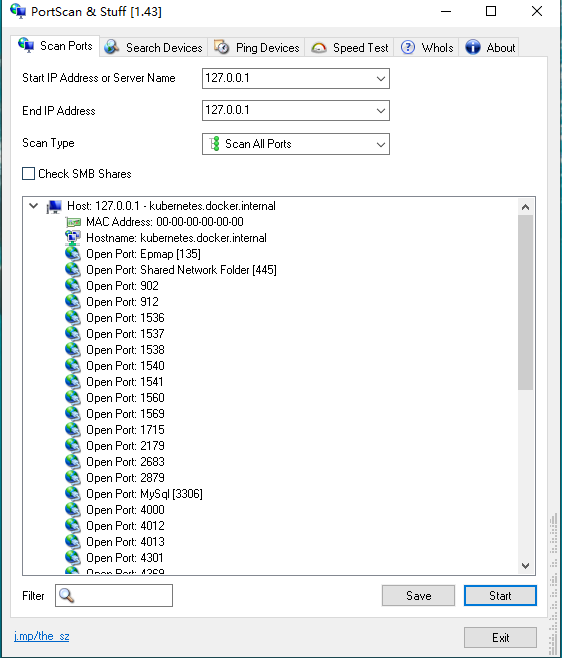 PortScan & Stuff [1.43]
Scan Ports Search Devices Ping Devices Speed Test WhoIs About
Start IP Address or Server Name 127.0.0.1
End IP Address 127.0.0.1
Scan Type Scan All Ports
Check SMB Shares
Host: 127.0.0.1 - kubernetes.docker.internal
MAC Address: 00-00-00-00-00-00
Hostname: kubernetes.docker.internal
Open Port: Epmap [135]
Open Port: Shared Network Folder [445]
Open Port: 902
Open Port: 912
Open Port: 1536
Open Port: 1537
Open Port: 1538
Open Port: 1540
Open Port: 1541
Open Port: 1560
Open Port: 1569
Open Port: 1715
Open Port: 2179
Open Port: 2683
Open Port: 2879
Open Port: MySql [3306]
Open Port: 4000
Open Port: 4012
Open Port: 4013
Open Port: 4301
Open Port: 4369
Filter Save Start
j.mp/the_sz Exit